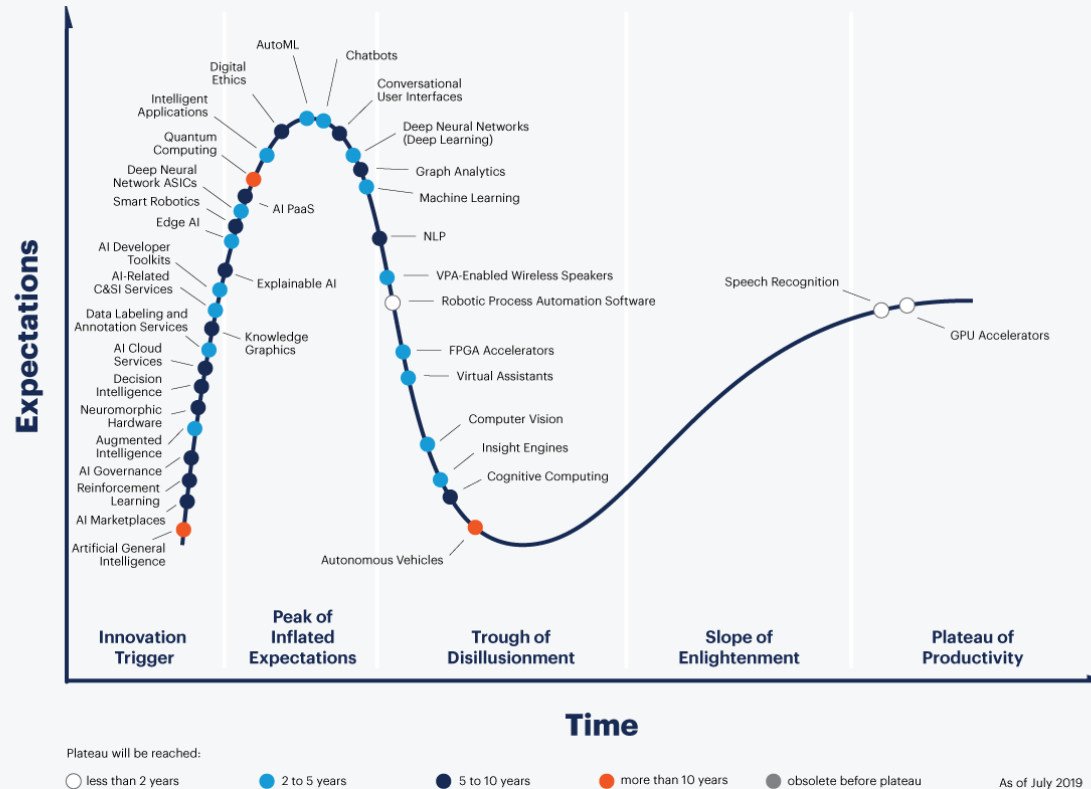 Expectations
AutoML
Chatbots
Digital
Ethics
Conversational
User Interfaces
Intelligent
Applications
Deep Neural Networks
(Deep Learning)
Quantum
Computing
Graph Analytics
Deep Neural
Network ASICs
Machine Learning
Smart Robotics
AI PaaS
Edge AI
NLP
AI Developer
Toolkits
VPA-Enabled Wireless Speakers
AI-Related
C&SI Services
Explainable AI
Robotic Process Automation Software
Speech Recognition
Data Labeling and
Annotation Services
Knowledge
Graphics
GPU Accelerators
AI Cloud
Services
FPGA Accelerators
Decision
Intelligence
Virtual Assistants
Neuromorphic
Hardware
Computer Vision
Augmented
Intelligence
Insight Engines
AI Governance
Cognitive Computing
Reinforcement
Learning
AI Marketplaces
Artificial General
Intelligence
Autonomous Vehicles
Innovation
Trigger
Peak of
Inflated
Expectations
Trough of
Disillusionment
Slope of
Enlightenment
Plateau of
Productivity
Time
Plateau will be reached:
less than 2 years
2 to 5 years
5 to 10 years
more than 10 years
obsolete before plateau
As of July 2019